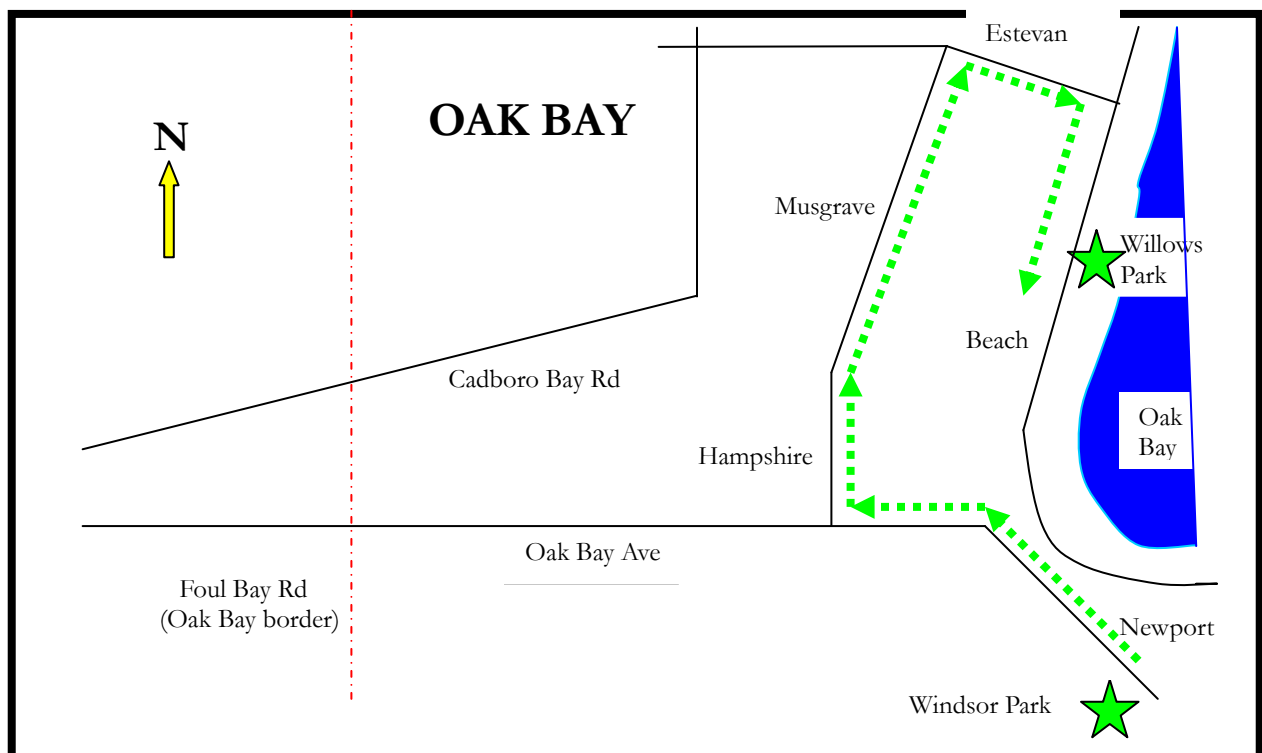 Estevan
OAK BAY
N
Musgrave
Willows
Park
Beach
Cadboro Bay Rd
Oak
Bay
Hampshire
Oak Bay Ave
Foul Bay Rd
(Oak Bay border)
Newport
Windsor Park